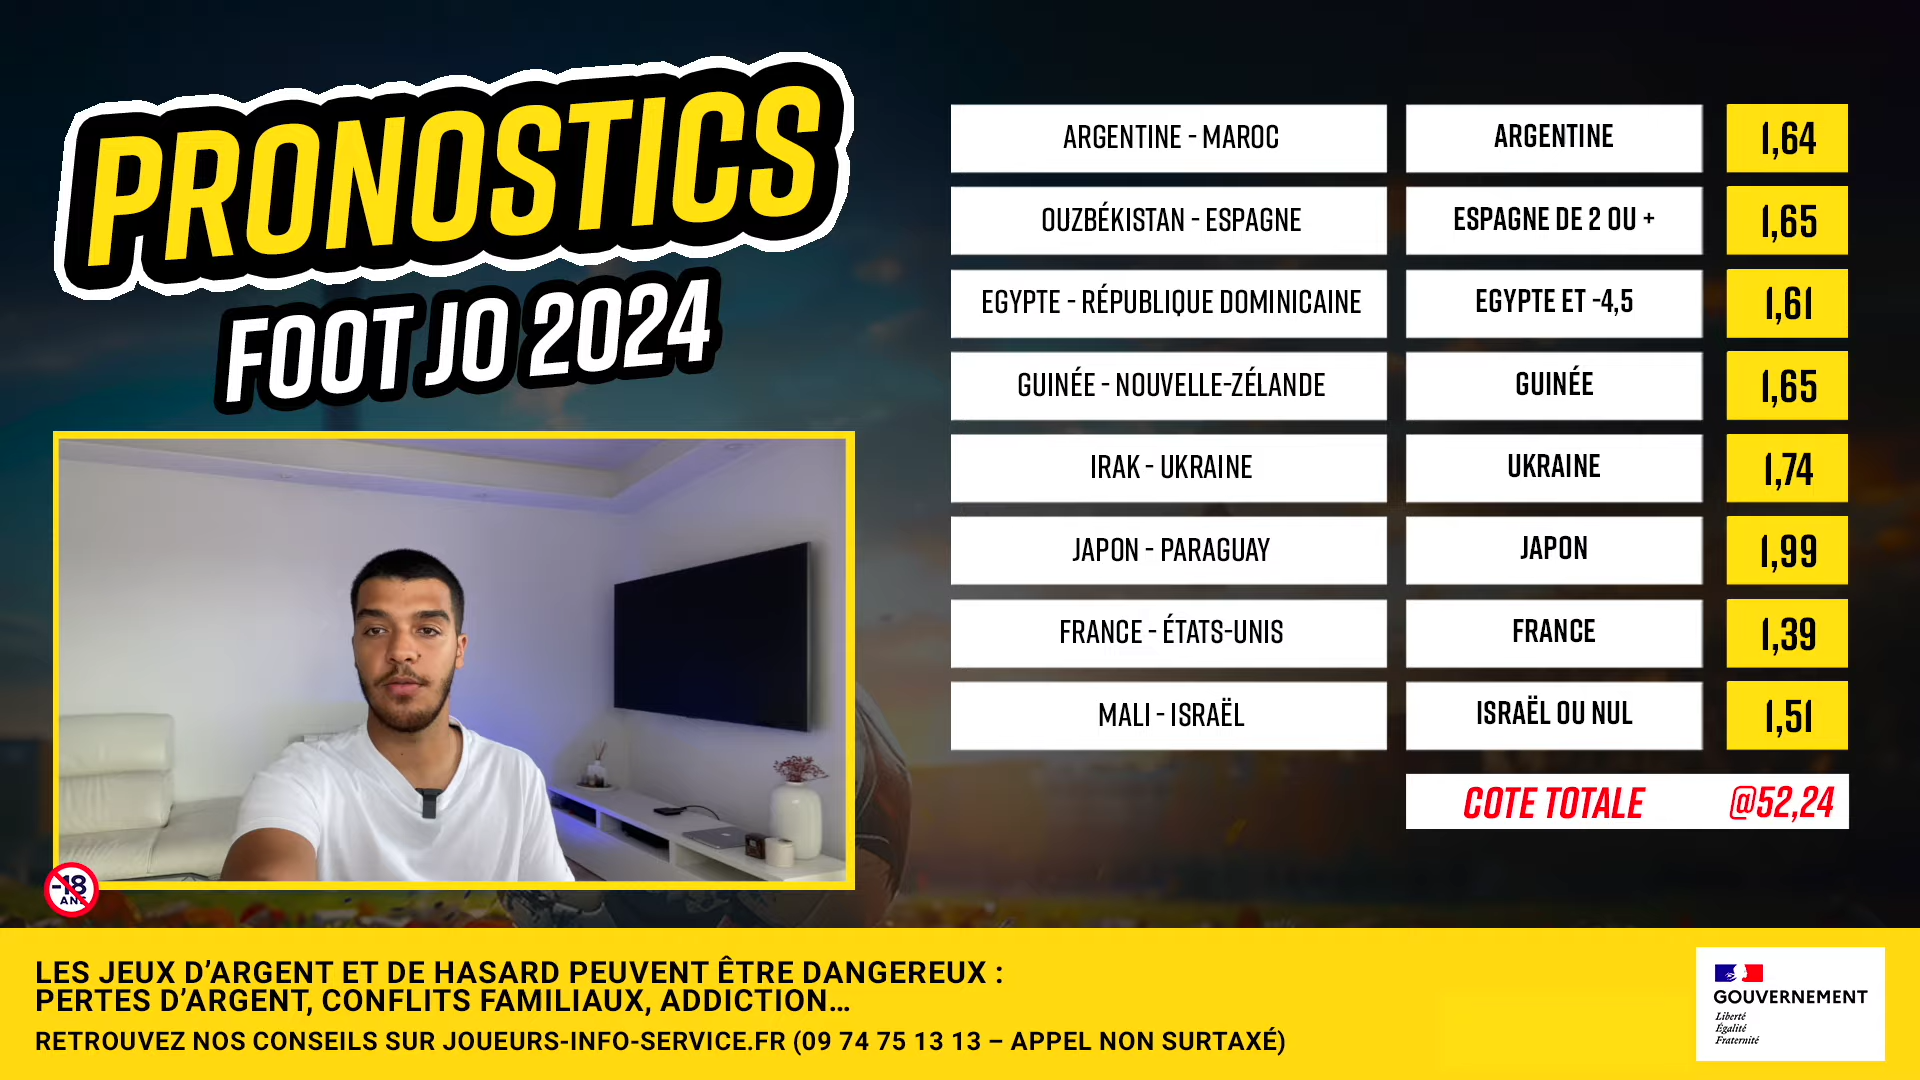 PRONOSTICS
FOOT JO 2024
ARGENTINE - MAROC ARGENTINE 1,64
OUZBÉKISTAN - ESPAGNE ESPAGNE DE 2 OU + 1,65
EGYPTE - RÉPUBLIQUE DOMINICAINE EGYPTE ET -4,5 1,61
GUINÉE - NOUVELLE-ZÉLANDE GUINÉE 1,65
IRAK - UKRAINE UKRAINE 1,74
JAPON - PARAGUAY JAPON 1,99
FRANCE - ÉTATS-UNIS FRANCE 1,39
MALI - ISRAËL ISRAËL OU NUL 1,51
COTE TOTALE @52,24
-18
ANS
LES JEUX D'ARGENT ET DE HASARD PEUVENT ÊTRE DANGEREUX :
PERTES D'ARGENT, CONFLITS FAMILIAUX, ADDICTION…
RETROUVEZ NOS CONSEILS SUR JOUEURS-INFO-SERVICE.FR (09 74 75 13 13 – APPEL NON SURTAXÉ)
GOUVERNEMENT
Liberté
Égalité
Fraternité